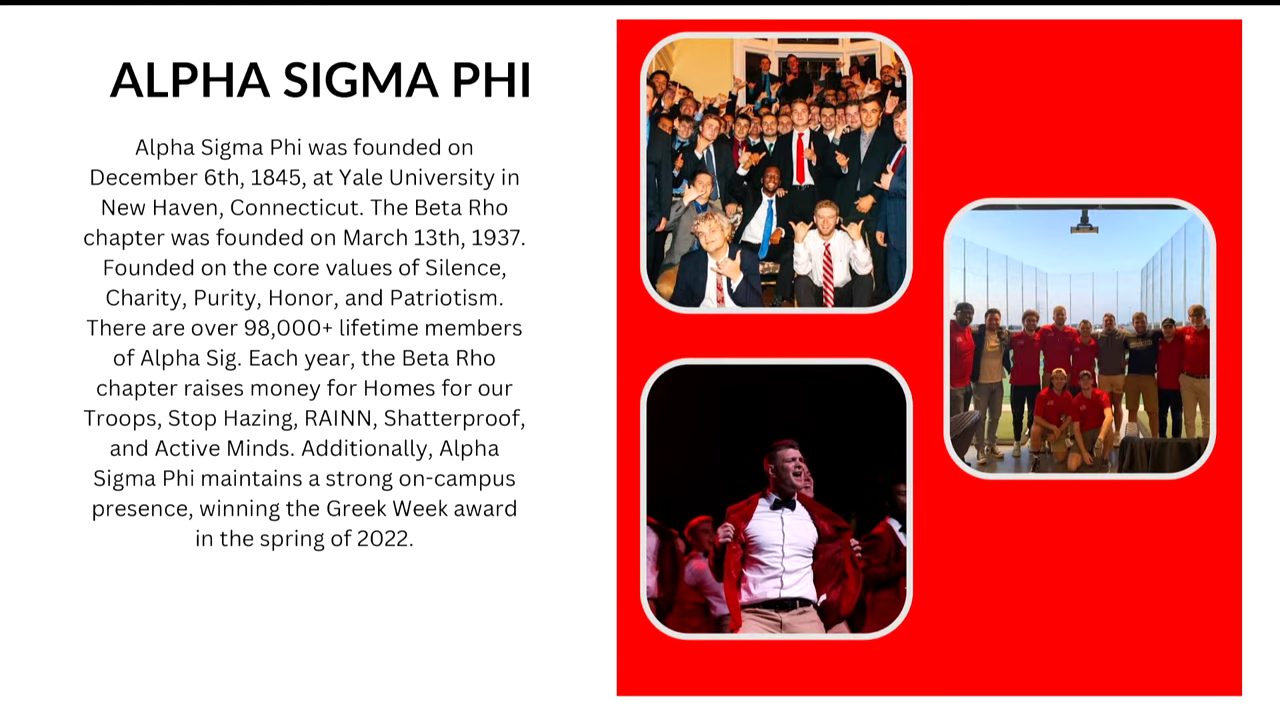 ALPHA SIGMA PHI
Alpha Sigma Phi was founded on
December 6th, 1845, at Yale University in
New Haven, Connecticut. The Beta Rho
chapter was founded on March 13th, 1937.
Founded on the core values of Silence,
Charity, Purity, Honor, and Patriotism.
There are over 98,000+ lifetime members
of Alpha Sig. Each year, the Beta Rho
chapter raises money for Homes for our
Troops, Stop Hazing, RAINN, Shatterproof,
and Active Minds. Additionally, Alpha
Sigma Phi maintains a strong on-campus
presence, winning the Greek Week award
in the spring of 2022.